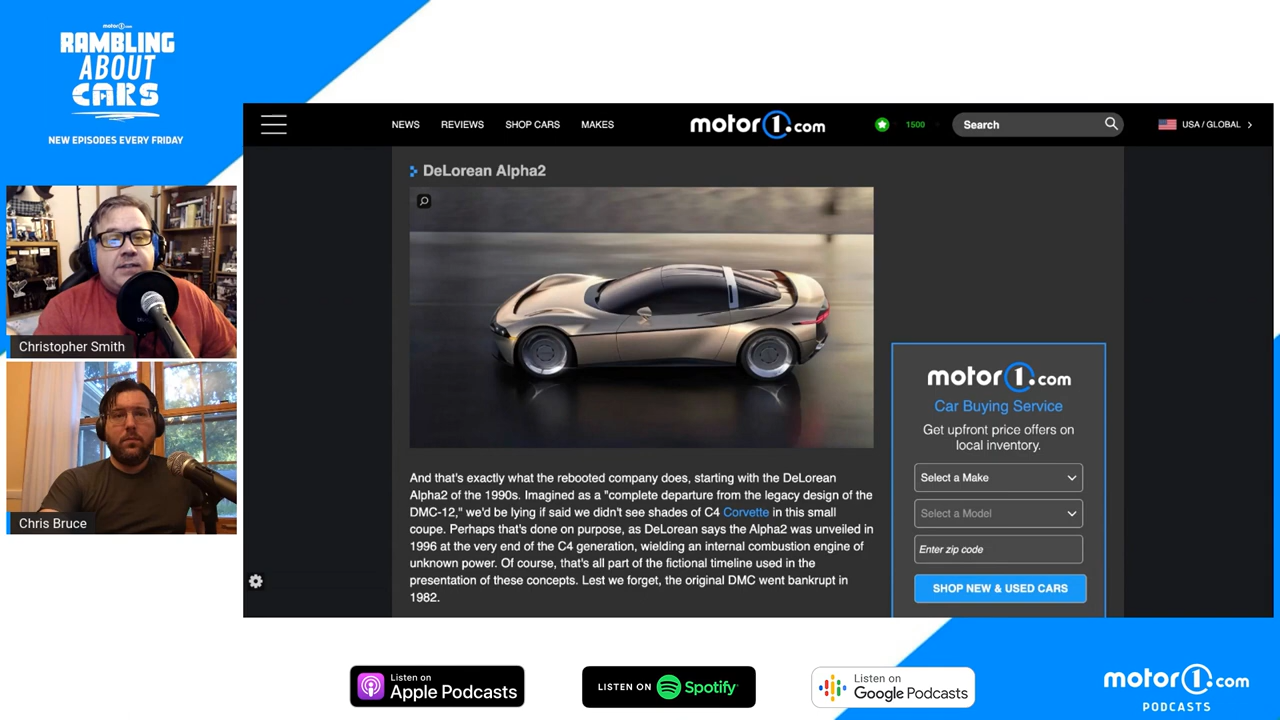 motor1.com
RAMBLING
ABOUT
CARS
NEW EPISODES EVERY FRIDAY
Christopher Smith
Chris Bruce
NEWS REVIEWS SHOP CARS MAKES motor1.com 1500 Search USA / GLOBAL
DeLorean Alpha2
And that's exactly what the rebooted company does, starting with the DeLorean
Alpha2 of the 1990s. Imagined as a "complete departure from the legacy design of the
DMC-12," we'd be lying if said we didn't see shades of C4 Corvette in this small
coupe. Perhaps that's done on purpose, as DeLorean says the Alpha2 was unveiled in
1996 at the very end of the C4 generation, wielding an internal combustion engine of
unknown power. Of course, that's all part of the fictional timeline used in the
presentation of these concepts. Lest we forget, the original DMC went bankrupt in
1982.
motor1.com
Car Buying Service
Get upfront price offers on
local inventory.
Select a Make
Select a Model
Enter zip code
SHOP NEW & USED CARS
Listen on
Apple Podcasts
LISTEN ON Spotify
Listen on
Google Podcasts
motor1.com
PODCASTS